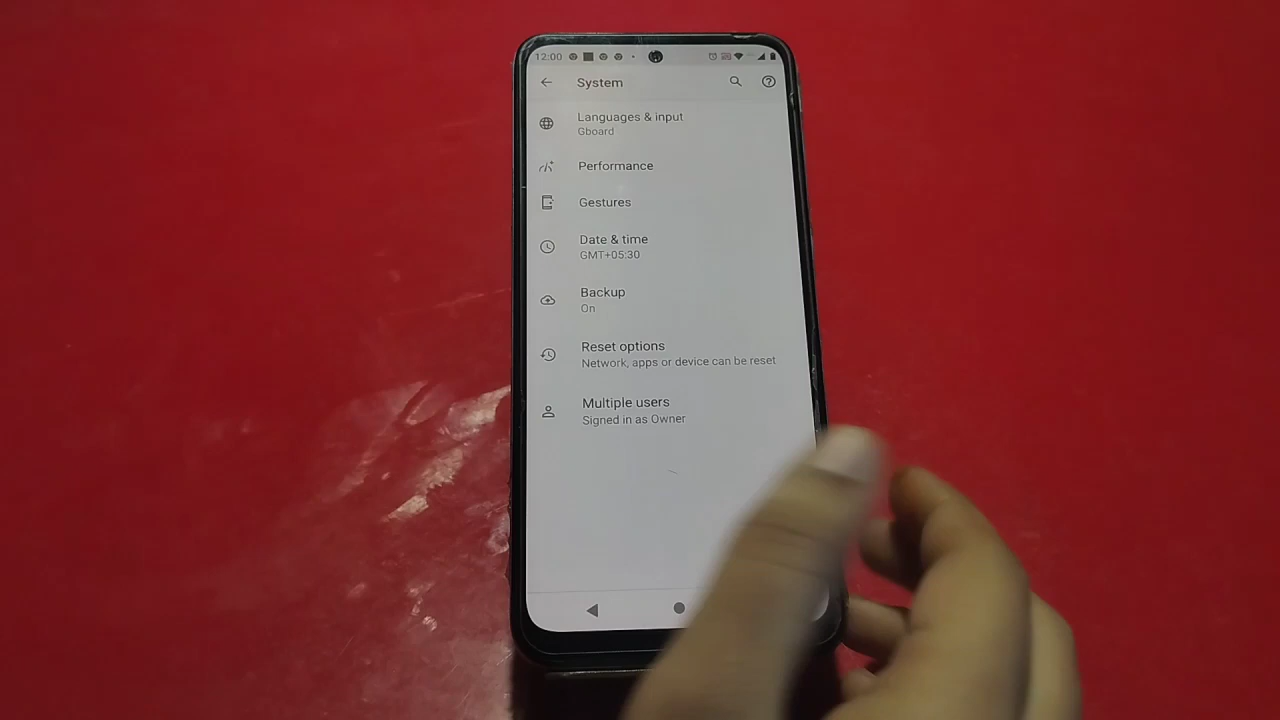 12:00
System
Languages & input
Gboard
Performance
Gestures
Date & time
GMT+05:30
Backup
On
Reset options
Network, apps or device can be reset
Multiple users
Signed in as Owner